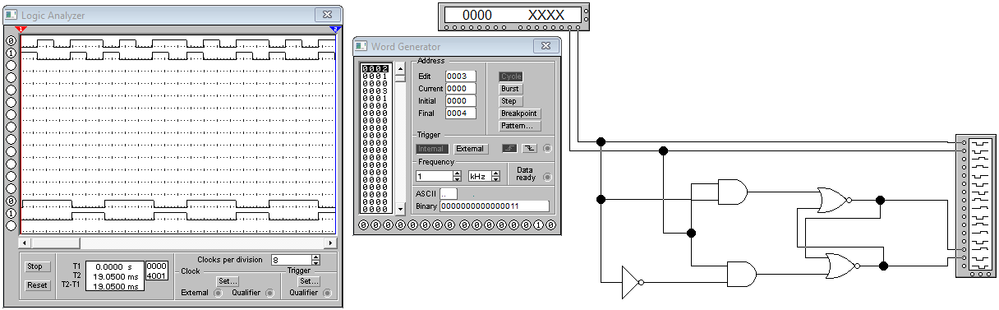 Logic Analyzer
1
2
0
1
0
1
Stop
Reset
T1
T2
T2-T1
0.0000 s
19.0500 ms
19.0500 ms
0000
4001
Clocks per division
8
Clock
Set...
External
Qualifier
Trigger
Set...
Qualifier
0000 XXXX
Word Generator
0002
0001
0000
0003
0001
0000
0000
0000
0000
0000
0000
0000
0000
0000
0000
0000
0000
0000
0000
Address
Edit 0003
Current 0000
Initial 0000
Final 0004
Cycle
Burst
Step
Breakpoint
Pattern...
Trigger
Internal
External
Frequency
1
kHz
Data
ready
ASCII ..
Binary 0000000000000011
0 0 0 0 0 0 0 0 0 0 0 0 0 0 1 0